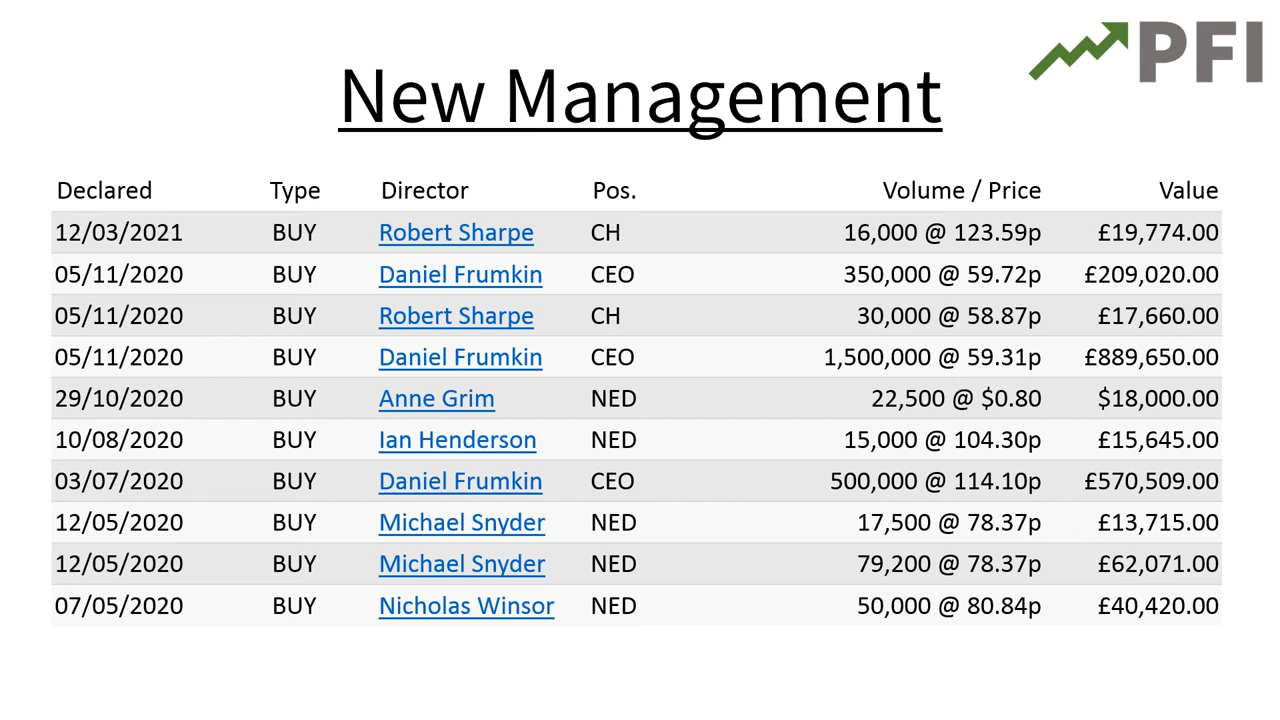 PFI
New Management
Declared Type Director Pos. Volume / Price Value
12/03/2021 BUY Robert Sharpe CH 16,000 @ 123.59p £19,774.00
05/11/2020 BUY Daniel Frumkin CEO 350,000 @ 59.72p £209,020.00
05/11/2020 BUY Robert Sharpe CH 30,000 @ 58.87p £17,660.00
05/11/2020 BUY Daniel Frumkin CEO 1,500,000 @ 59.31p £889,650.00
29/10/2020 BUY Anne Grim NED 22,500 @ $0.80 $18,000.00
10/08/2020 BUY Ian Henderson NED 15,000 @ 104.30p £15,645.00
03/07/2020 BUY Daniel Frumkin CEO 500,000 @ 114.10p £570,509.00
12/05/2020 BUY Michael Snyder NED 17,500 @ 78.37p £13,715.00
12/05/2020 BUY Michael Snyder NED 79,200 @ 78.37p £62,071.00
07/05/2020 BUY Nicholas Winsor NED 50,000 @ 80.84p £40,420.00